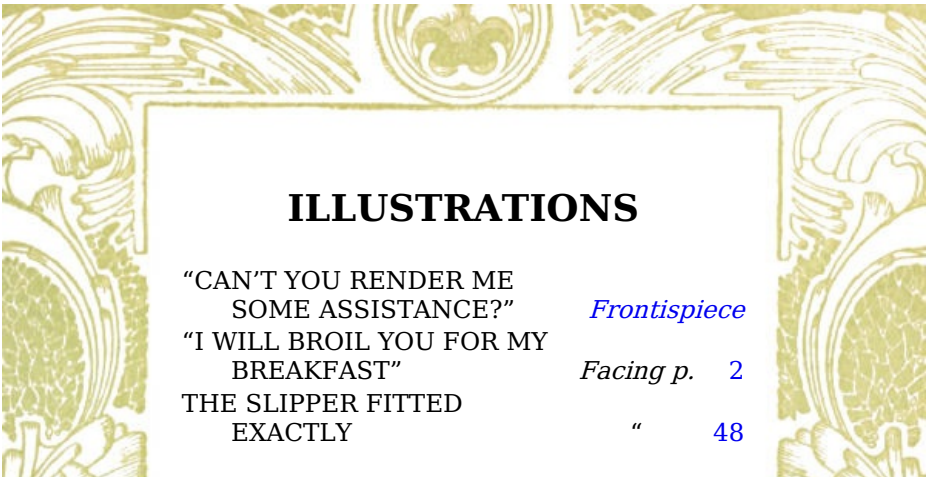 ILLUSTRATIONS
“CAN’T YOU RENDER ME
SOME ASSISTANCE?” Frontispiece
“I WILL BROIL YOU FOR MY
BREAKFAST” Facing p. 2
THE SLIPPER FITTED
EXACTLY “ 48